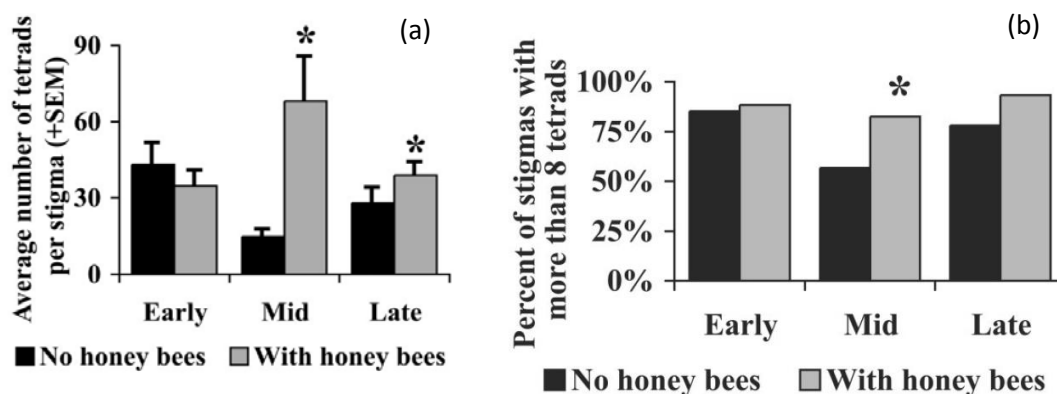 (a)
Average number of tetrads
per stigma (+SEM)
90
60
30
0
*
*
Early Mid Late
No honey bees With honey bees
(b)
Percent of stigmas with
more than 8 tetrads
100%
75%
50%
25%
0%
*
Early Mid Late
No honey bees With honey bees